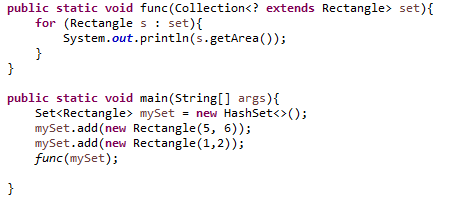 public static void func(Collection<? extends Rectangle> set){
    for (Rectangle s : set){
        System.out.println(s.getArea());
    }
}

public static void main(String[] args){
    Set<Rectangle> mySet = new HashSet<>();
    mySet.add(new Rectangle(5, 6));
    mySet.add(new Rectangle(1,2));
    func(mySet);

}